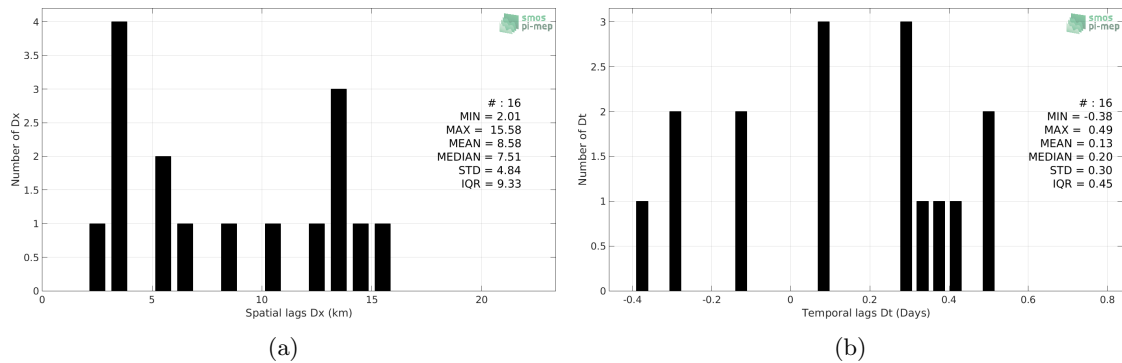 4
3.5
3
2.5
2
1.5
1
0.5
0
Number of Dx
0 5 10 15 20
Spatial lags Dx (km)
smos
pi-mep
# : 16
MIN = 2.01
MAX = 15.58
MEAN = 8.58
MEDIAN = 7.51
STD = 4.84
IQR = 9.33
(a)
3
2.5
2
1.5
1
0.5
0
Number of Dt
-0.4 -0.2 0 0.2 0.4 0.6 0.8
Temporal lags Dt (Days)
smos
pi-mep
# : 16
MIN = -0.38
MAX = 0.49
MEAN = 0.13
MEDIAN = 0.20
STD = 0.30
IQR = 0.45
(b)